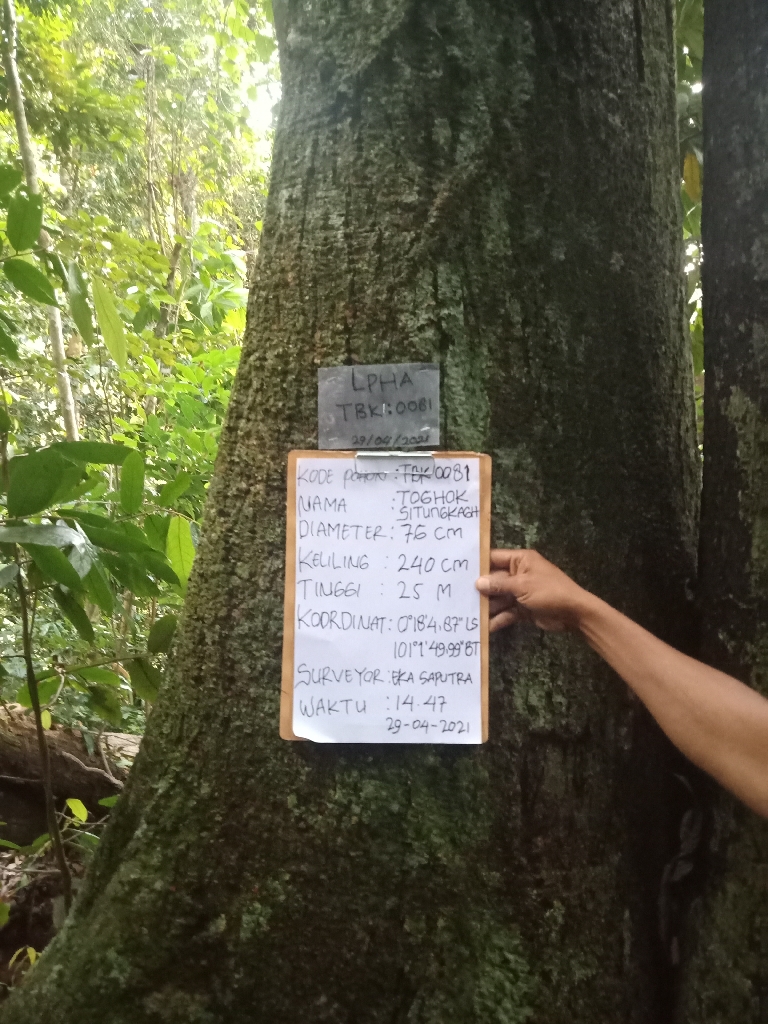 LPHA
TBK:0081
29/04/2021
KODE POHON : TBK 0081
NAMA : TOGHOK
SITUNGKAGH
DIAMETER : 76 CM
KELILING : 240 CM
TINGGI : 25 M
KOORDINAT : 0°18'4,87" LS
101°1'49,99" BT
SURVEYOR : EKA SAPUTRA
WAKTU : 14.47
29-04-2021